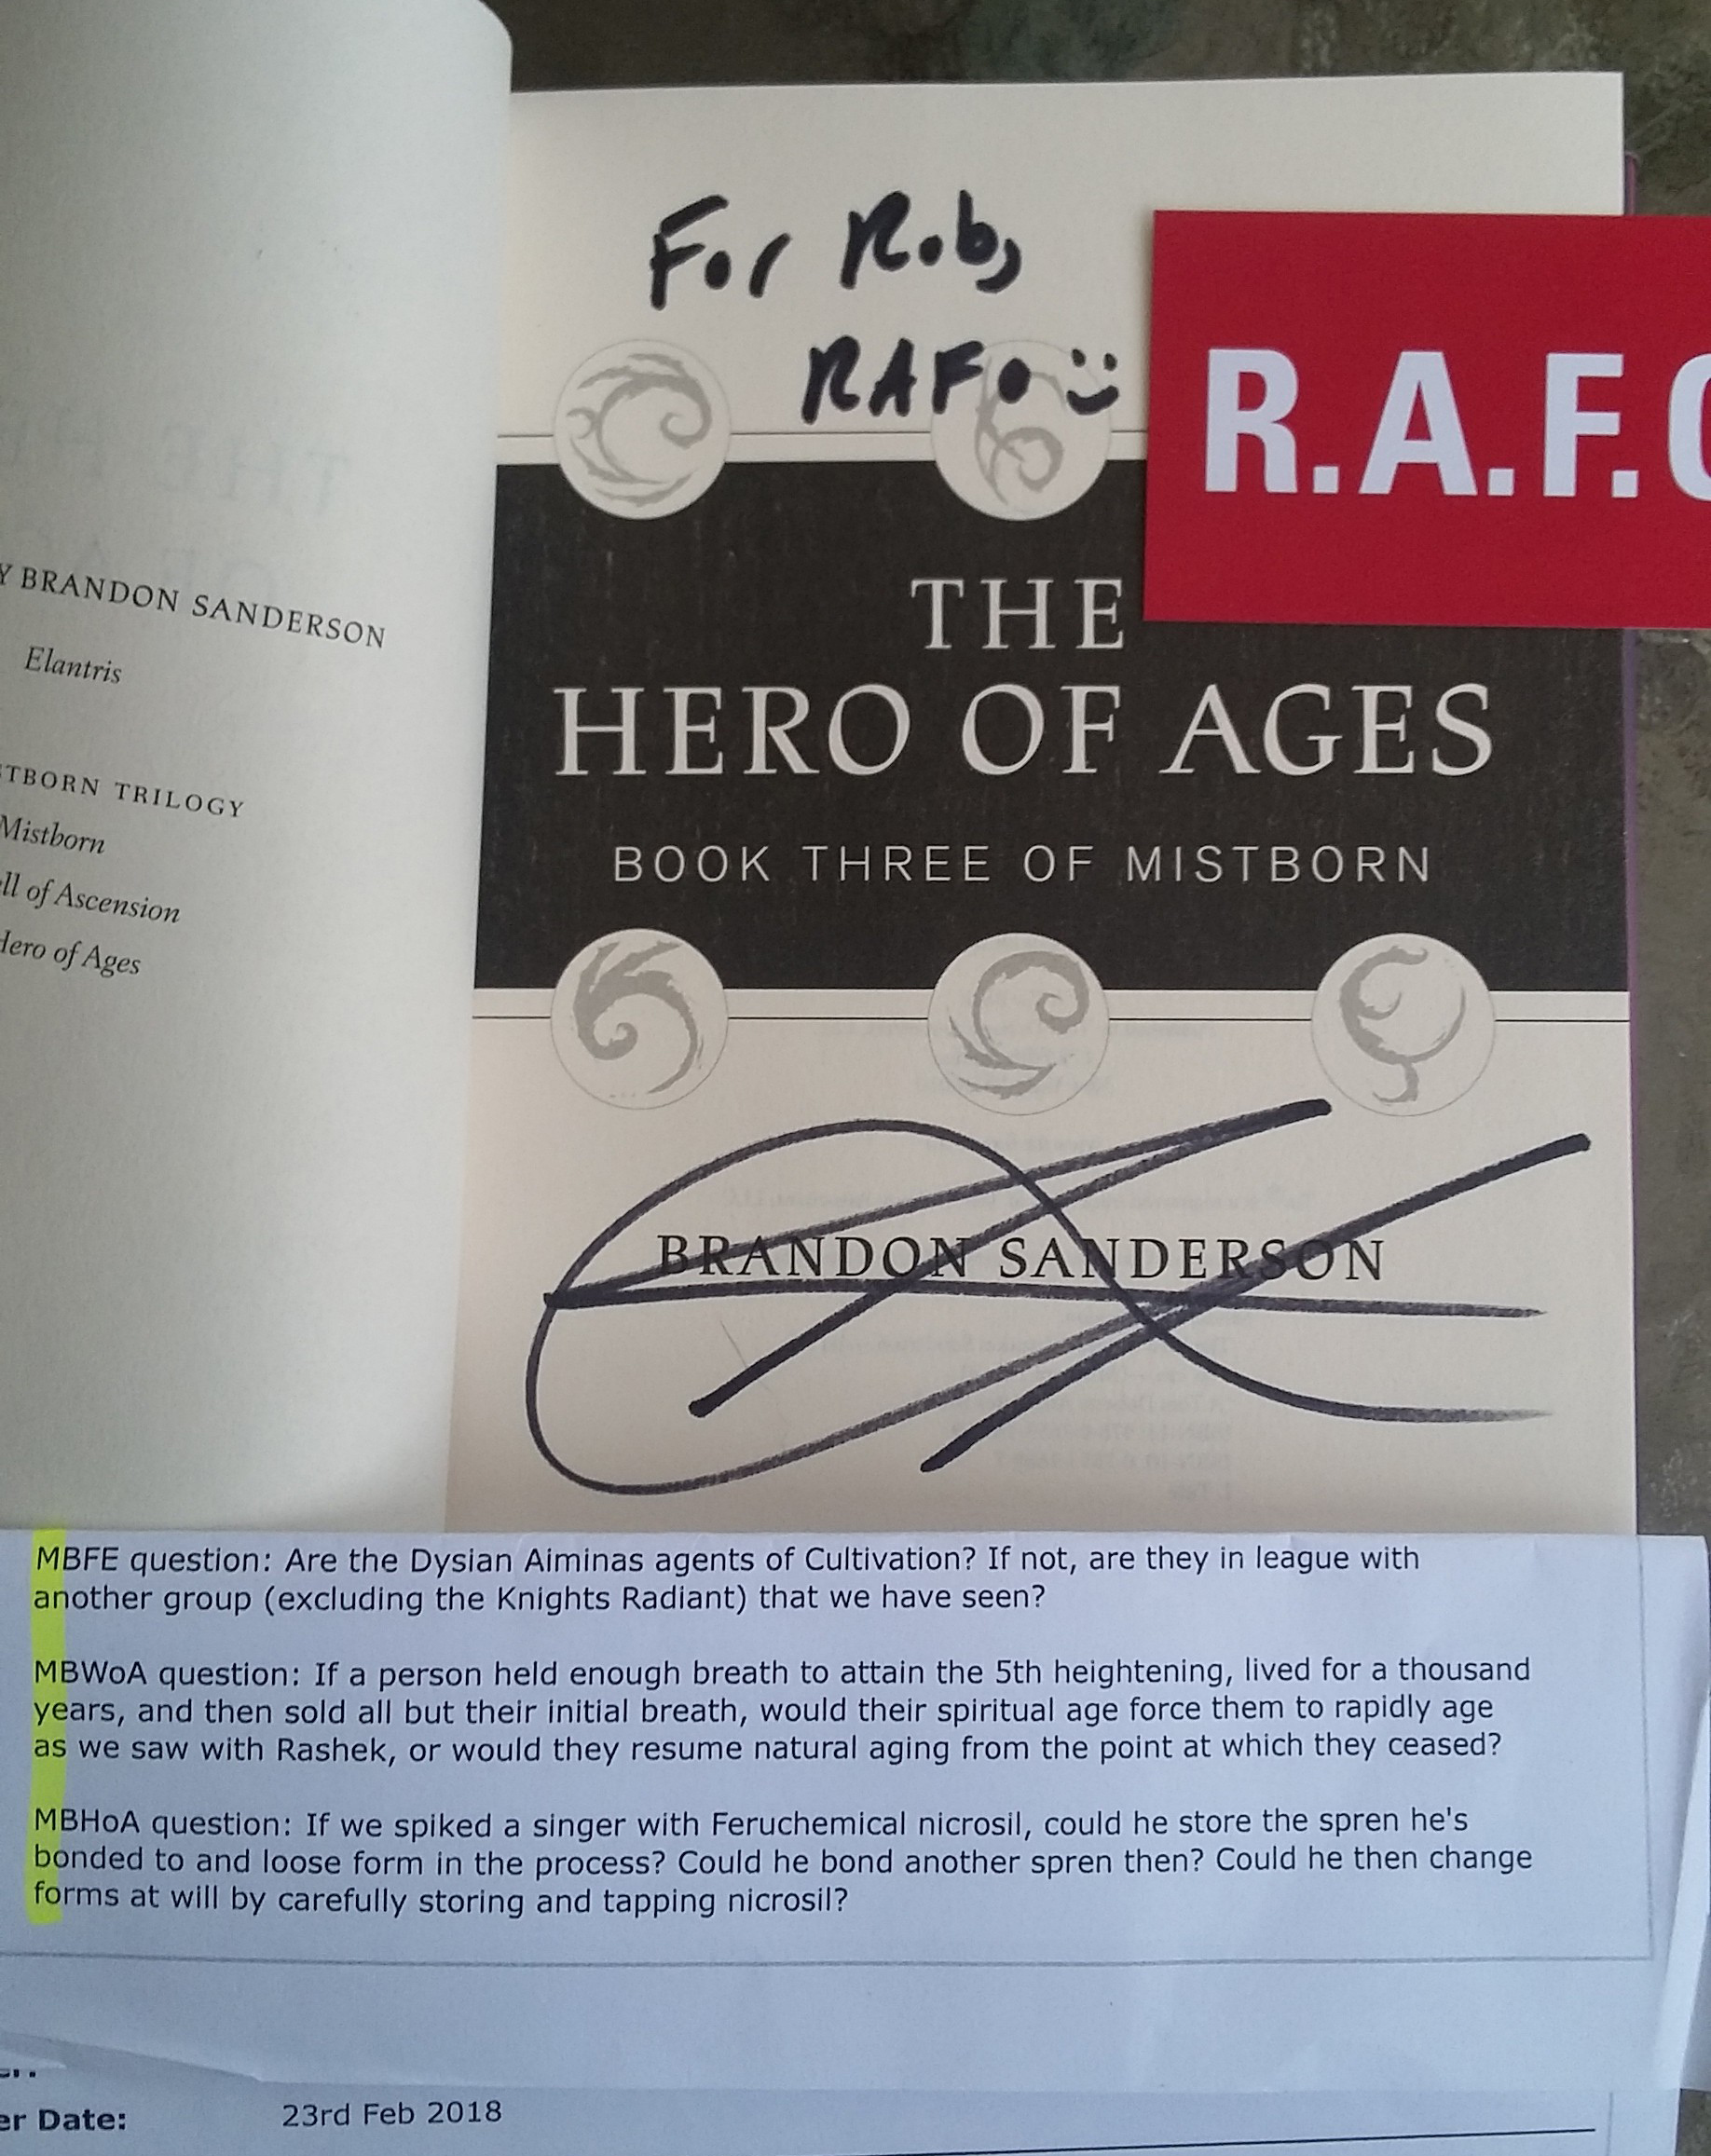 For Rob,
RAFO :)
R.A.F.
THE
HERO OF AGES
BOOK THREE OF MISTBORN
BRANDON SANDERSON
Y BRANDON SANDERSON
Elantris
STBORN TRILOGY
Mistborn
ll of Ascension
Hero of Ages
MBFE question: Are the Dysian Aiminas agents of Cultivation? If not, are they in league with
another group (excluding the Knights Radiant) that we have seen?
MBWoA question: If a person held enough breath to attain the 5th heightening, lived for a thousand
years, and then sold all but their initial breath, would their spiritual age force them to rapidly age
as we saw with Rashek, or would they resume natural aging from the point at which they ceased?
MBHoA question: If we spiked a singer with Feruchemical nicrosil, could he store the spren he's
bonded to and loose form in the process? Could he bond another spren then? Could he then change
forms at will by carefully storing and tapping nicrosil?
er Date: 23rd Feb 2018